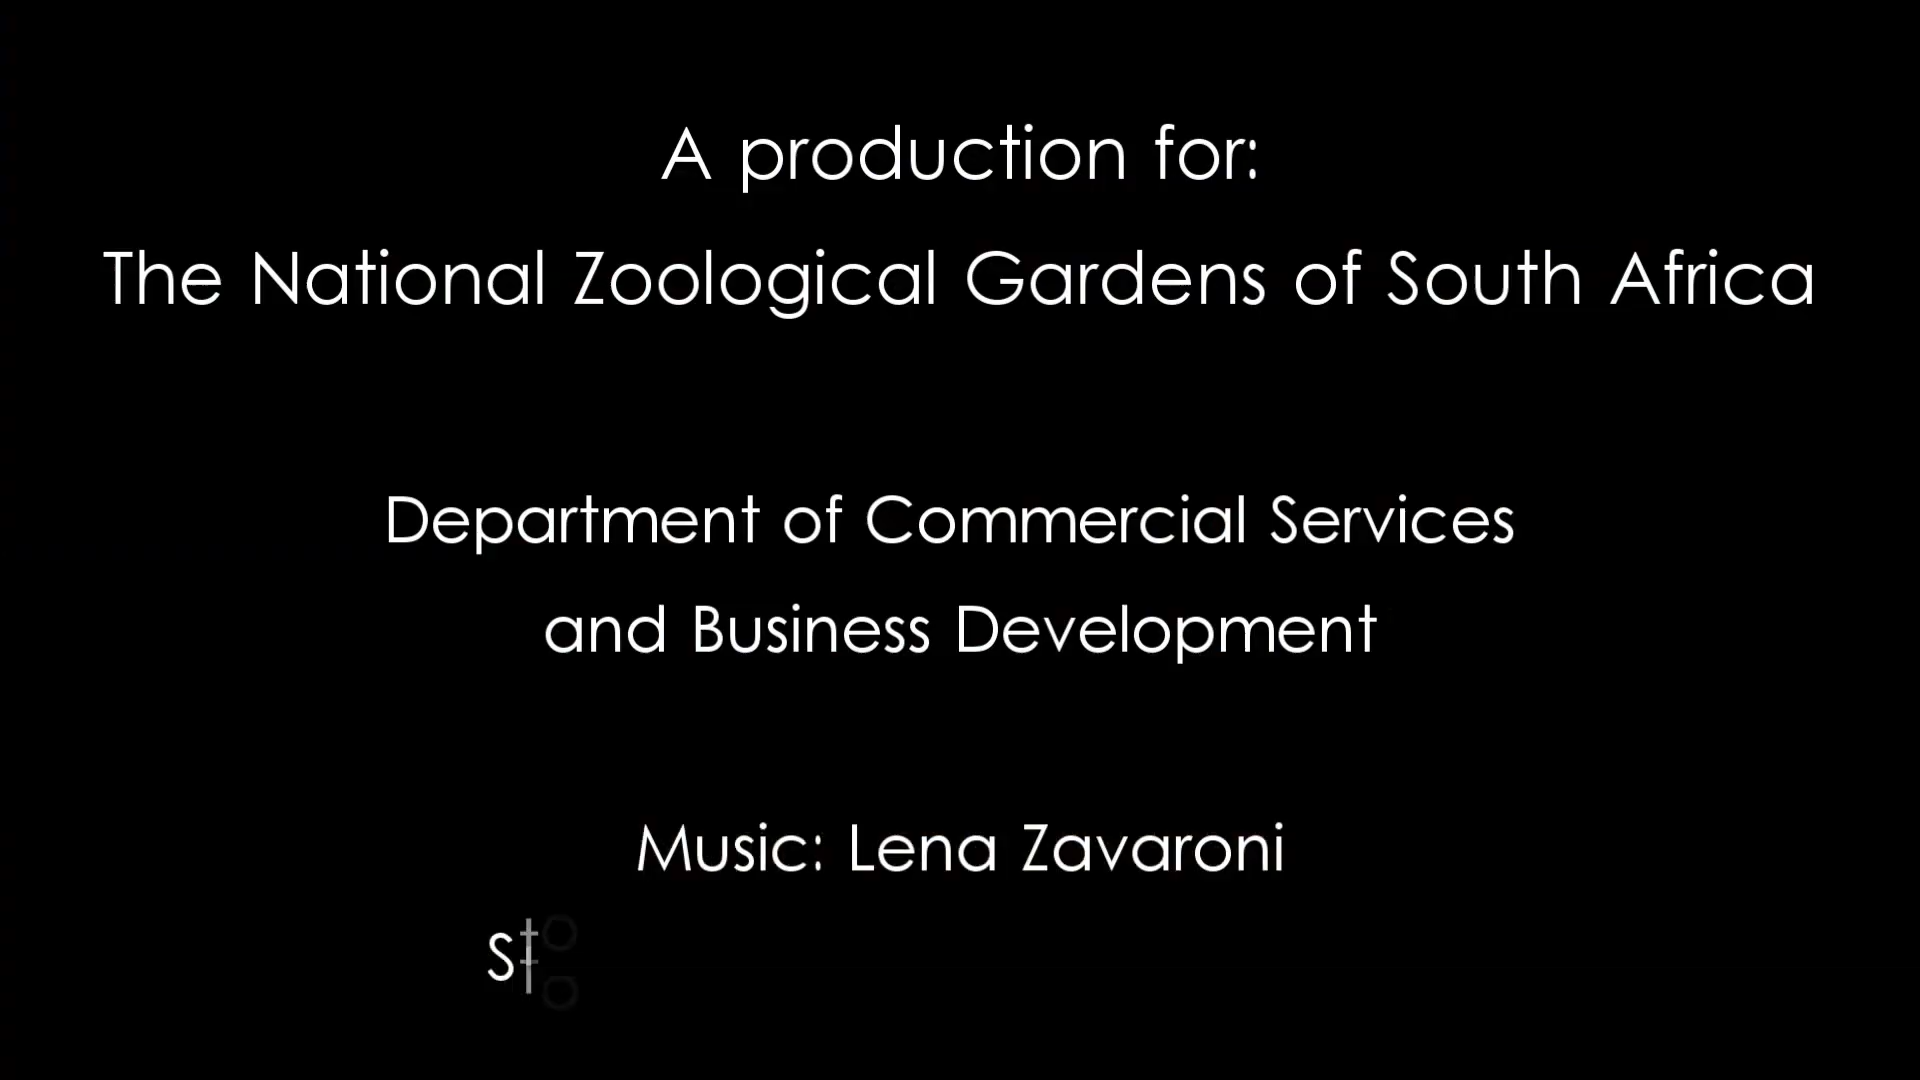 A production for:
The National Zoological Gardens of South Africa
Department of Commercial Services
and Business Development
Music: Lena Zavaroni